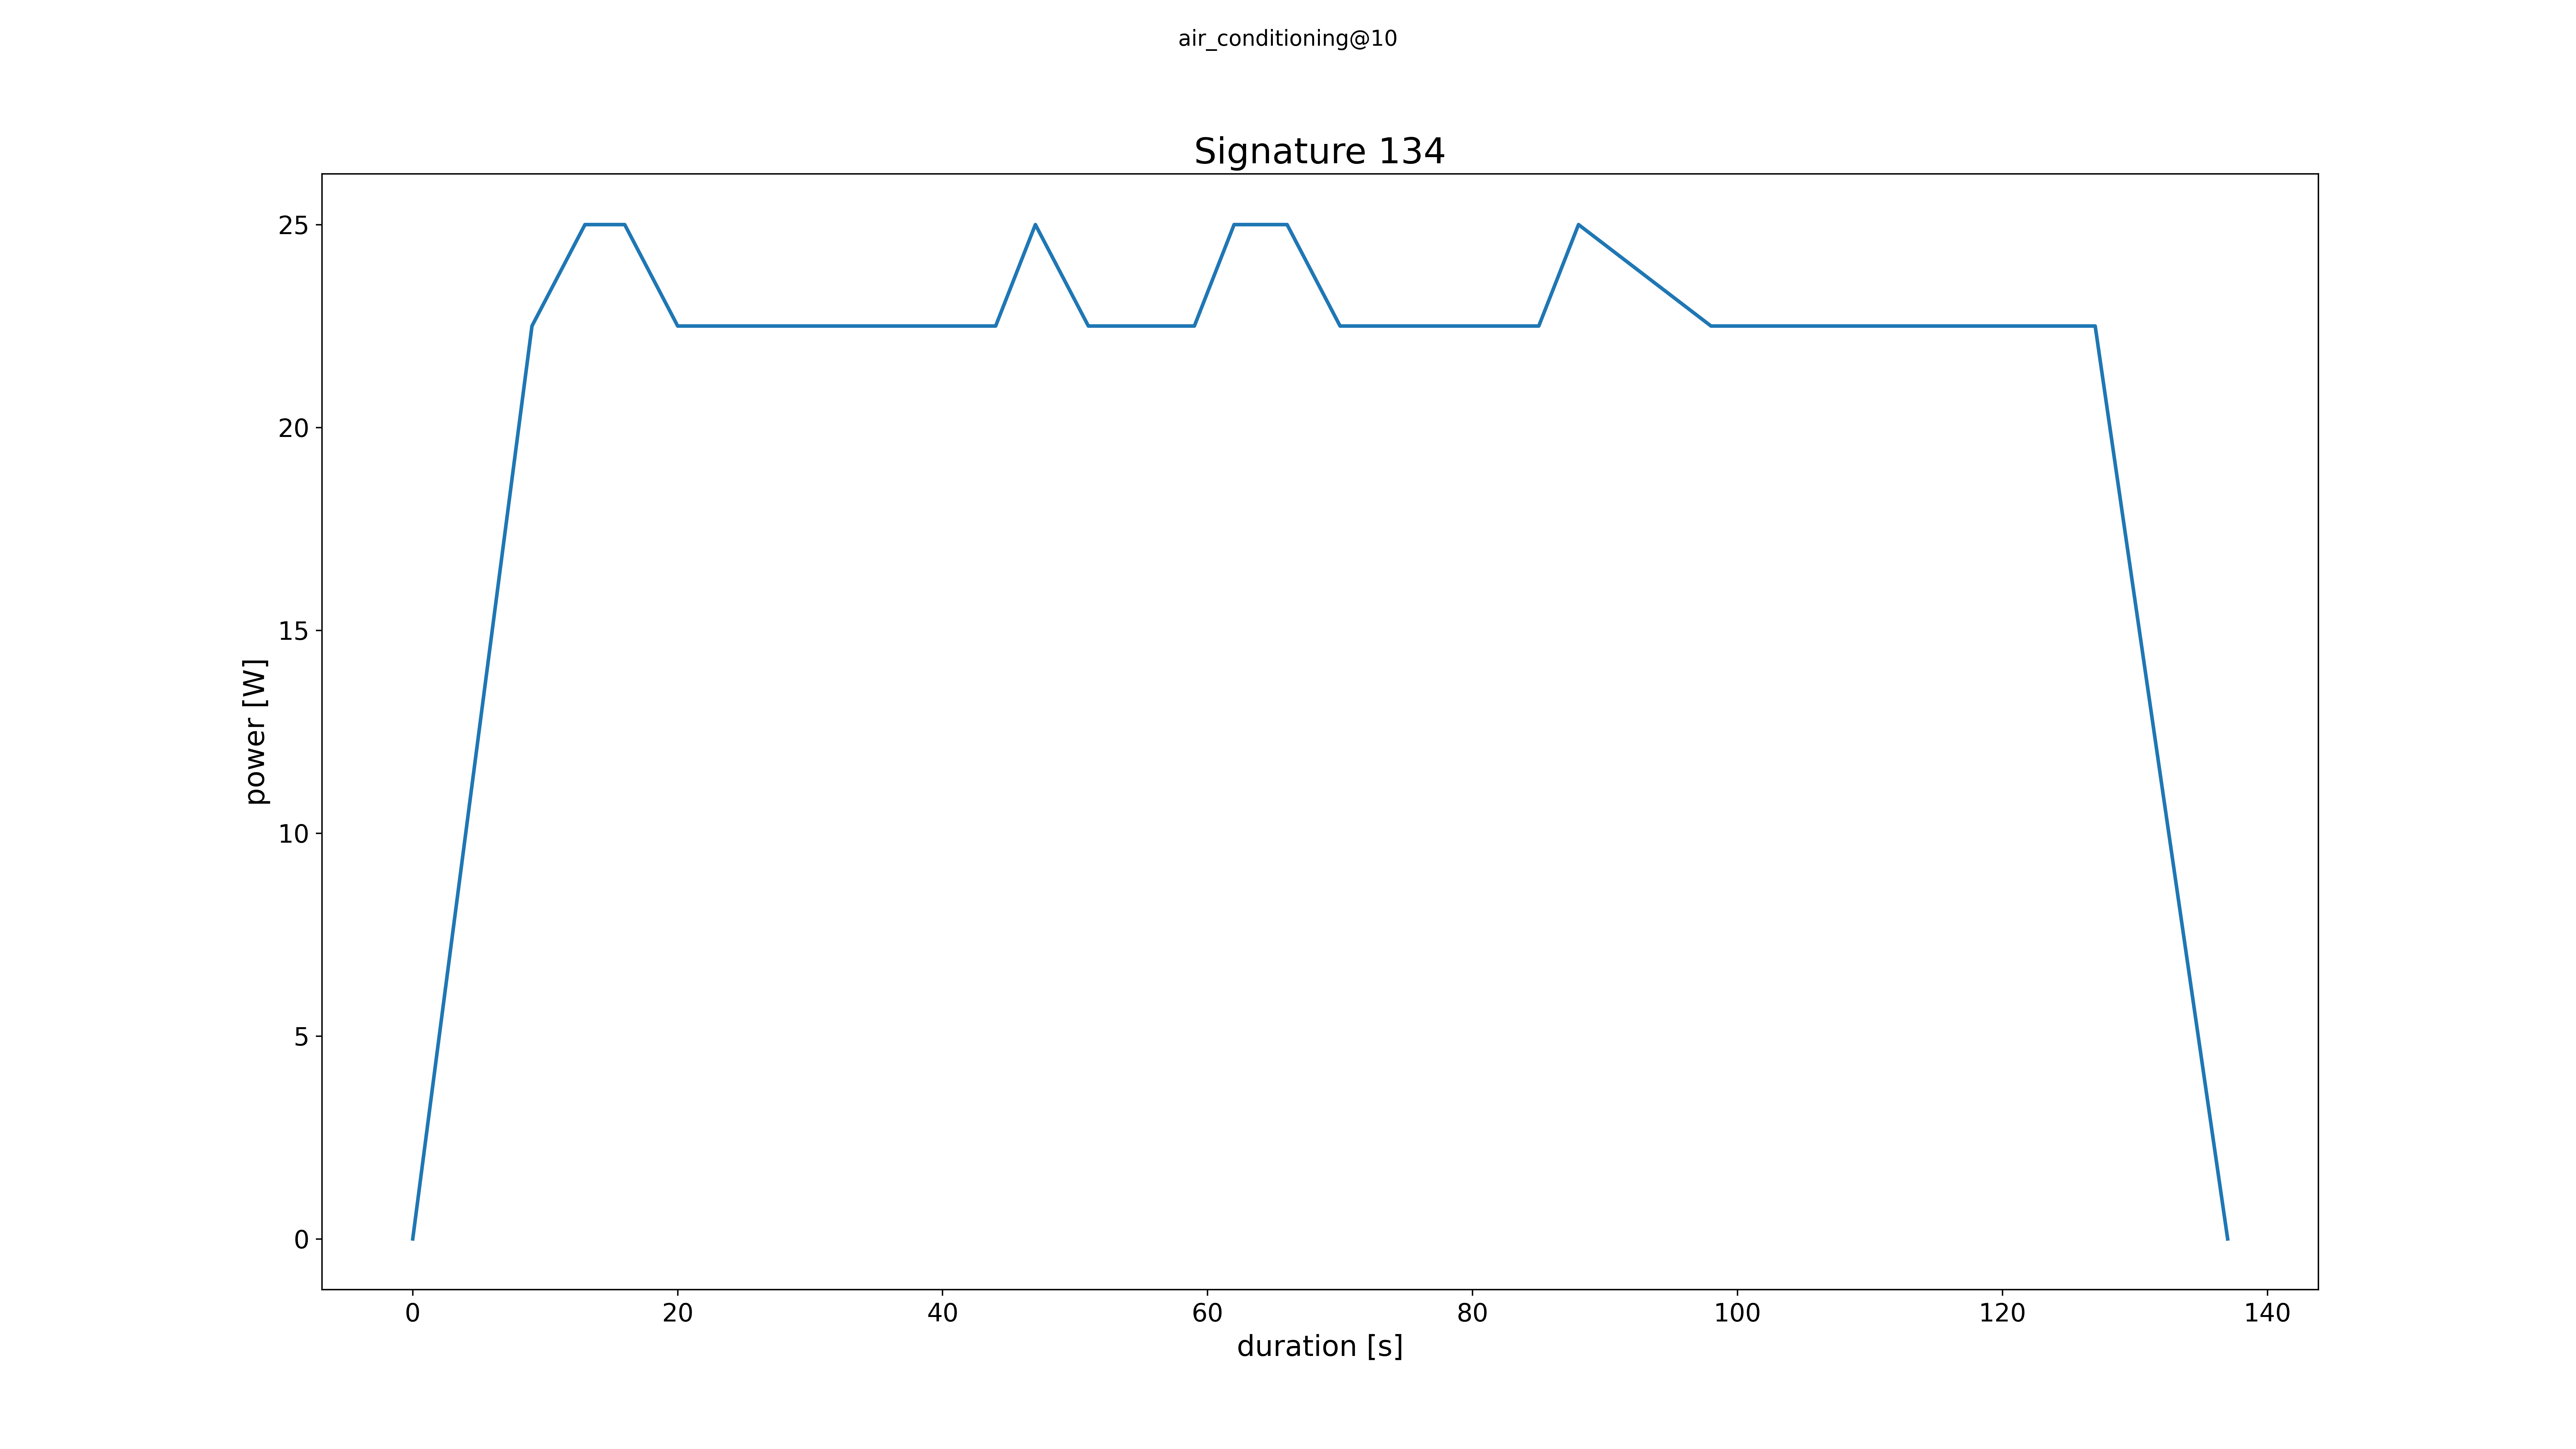 air_conditioning@10
Signature 134
25
20
15
10
5
0
power [W]
0 20 40 60 80 100 120 140
duration [s]